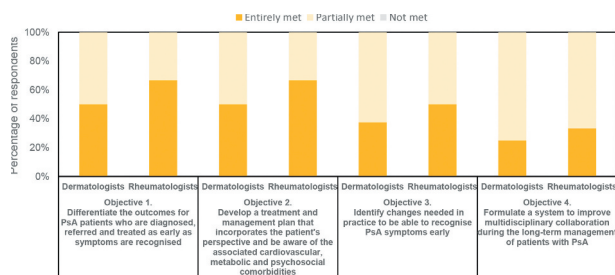 Entirely met Partially met Not met
100%
80%
60%
40%
20%
0%
Percentage of respondents
Dermatologists Rheumatologists Dermatologists Rheumatologists Dermatologists Rheumatologists Dermatologists Rheumatologists
Objective 1.
Differentiate the outcomes for
PsA patients who are diagnosed,
referred and treated as early as
symptoms are recognised
Objective 2.
Develop a treatment and
management plan that
incorporates the patient's
perspective and be aware of the
associated cardiovascular,
metabolic and psychosocial
comorbidities
Objective 3.
Identify changes needed in
practice to be able to recognise
PsA symptoms early
Objective 4.
Formulate a system to improve
multidisciplinary collaboration
during the long-term management
of patients with PsA